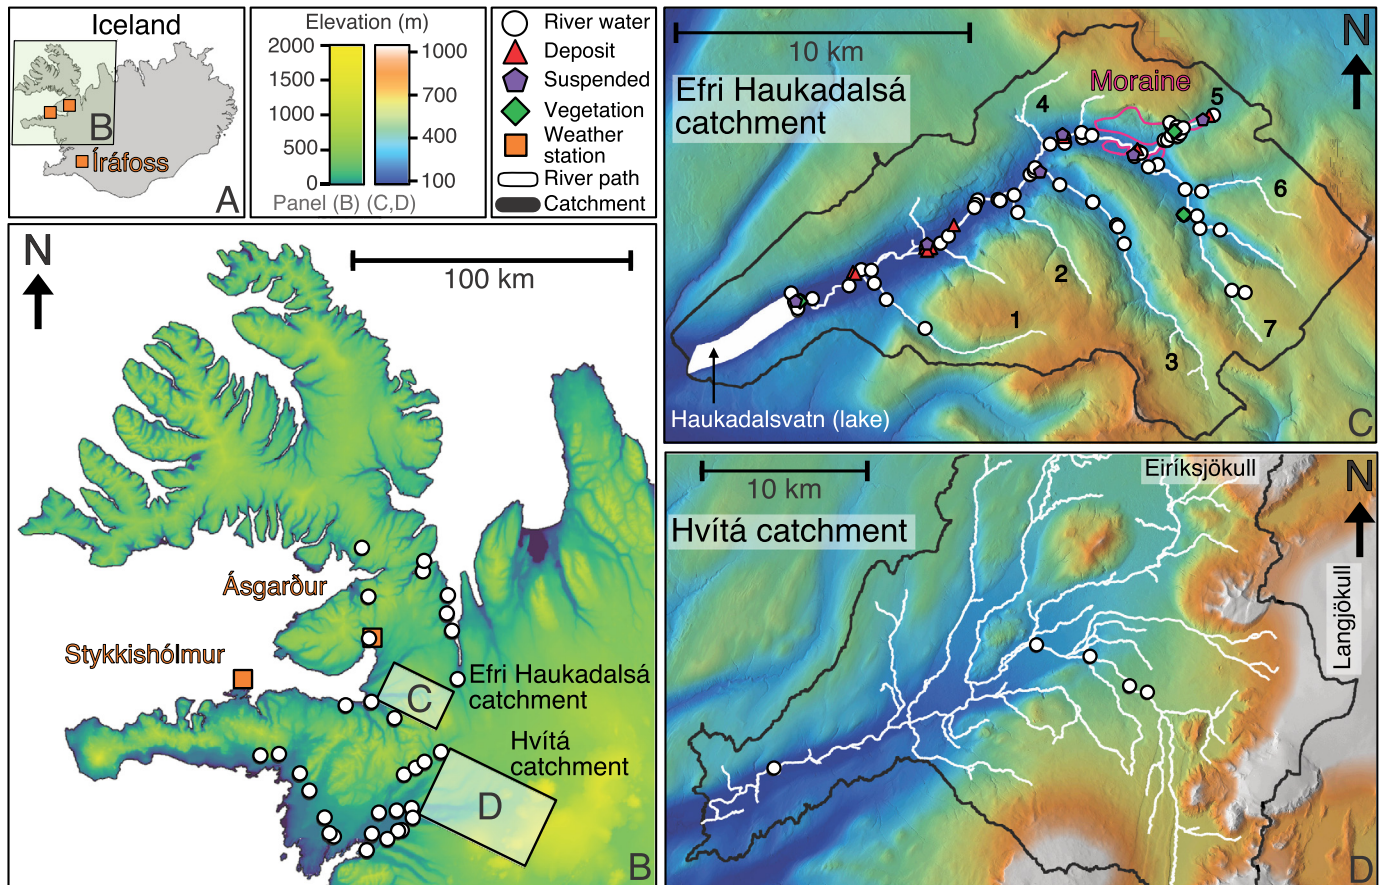 Iceland
B
Íráfoss
A
Elevation (m)
2000
1500
1000
500
0
1000
700
400
100
Panel (B) (C,D)
River water
Deposit
Suspended
Vegetation
Weather
station
River path
Catchment
N
100 km
Ásgarður
Stykkishólmur
Efri Haukadalsá
catchment
C
Hvítá
catchment
D
B
10 km
N
Efri Haukadalsá
catchment
Moraine
4
5
6
2
1
7
3
Haukadalsvatn (lake)
C
10 km
Eiríksjökull
N
Hvítá catchment
Langjökull
D